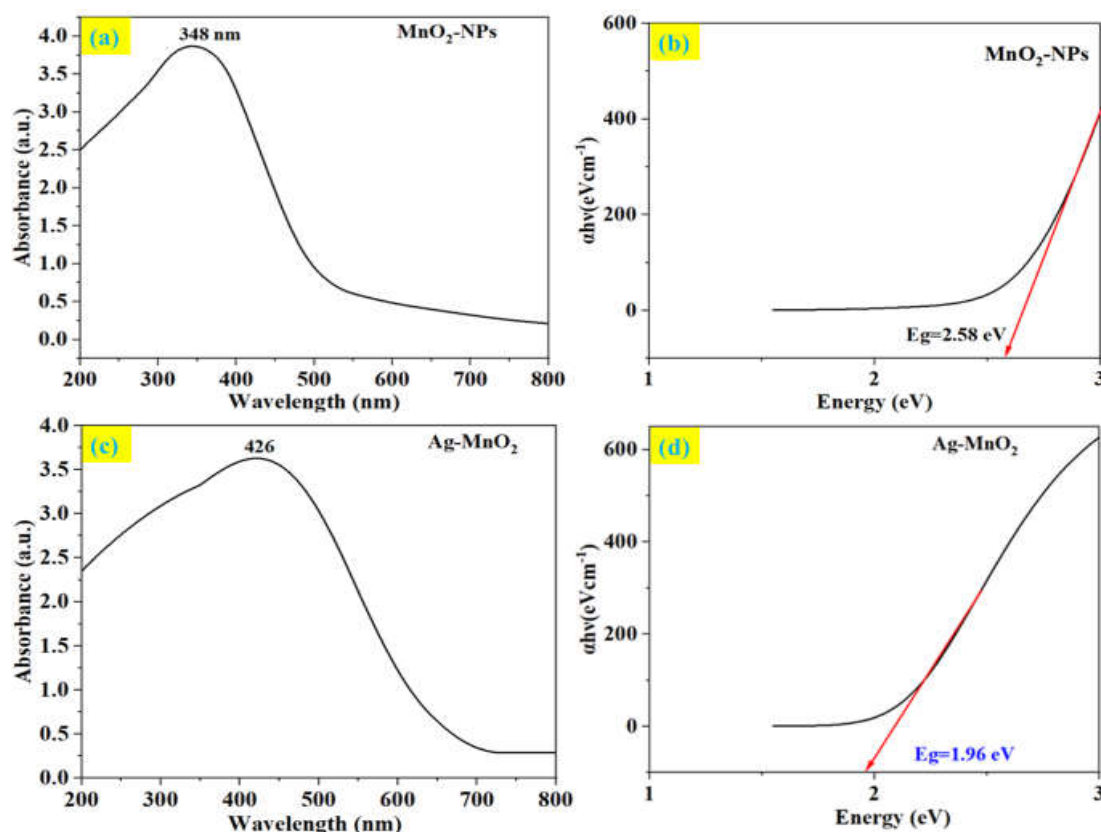 (a)
348 nm
MnO₂-NPs
4.0
3.5
3.0
2.5
2.0
1.5
1.0
0.5
0.0
Absorbance (a.u.)
200 300 400 500 600 700 800
Wavelength (nm)
(b)
MnO₂-NPs
600
400
200
0
αhν(eVcm⁻¹)
Eg=2.58 eV
1 2 3
Energy (eV)
(c)
426
Ag-MnO₂
4.0
3.5
3.0
2.5
2.0
1.5
1.0
0.5
0.0
Absorbance (a.u.)
200 300 400 500 600 700 800
Wavelength (nm)
(d)
Ag-MnO₂
600
400
200
0
αhν(eVcm⁻¹)
Eg=1.96 eV
1 2 3
Energy (eV)